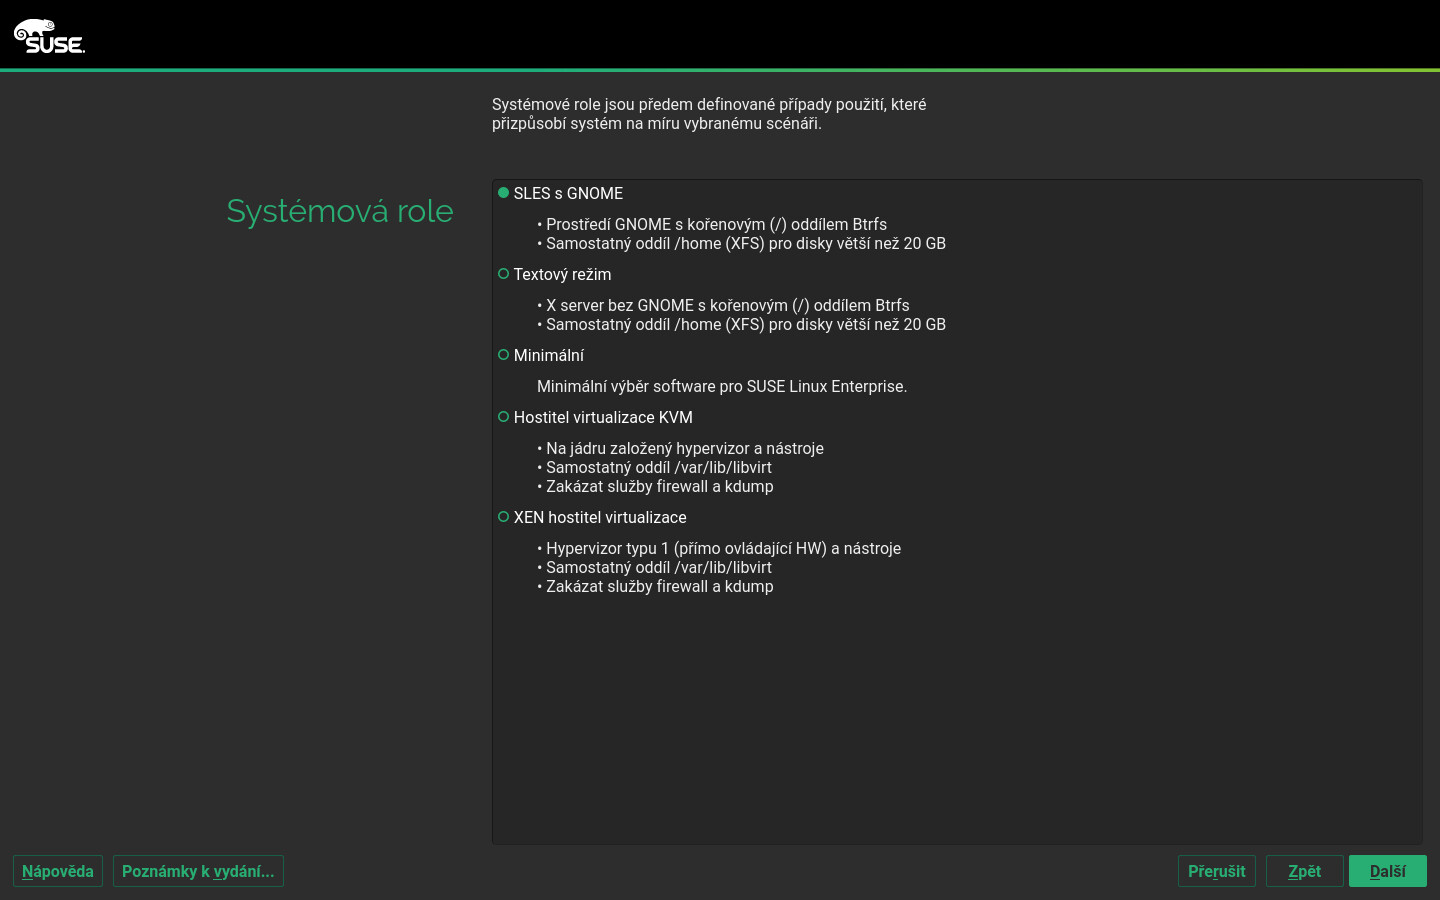 SUSE.
Systémové role jsou předem definované případy použití, které
přizpůsobí systém na míru vybranému scénáři.
Systémová role
SLES s GNOME
• Prostředí GNOME s kořenovým (/) oddílem Btrfs
• Samostatný oddíl /home (XFS) pro disky větší než 20 GB
Textový režim
• X server bez GNOME s kořenovým (/) oddílem Btrfs
• Samostatný oddíl /home (XFS) pro disky větší než 20 GB
Minimální
Minimální výběr software pro SUSE Linux Enterprise.
Hostitel virtualizace KVM
• Na jádru založený hypervizor a nástroje
• Samostatný oddíl /var/lib/libvirt
• Zakázat služby firewall a kdump
XEN hostitel virtualizace
• Hypervizor typu 1 (přímo ovládající HW) a nástroje
• Samostatný oddíl /var/lib/libvirt
• Zakázat služby firewall a kdump
Nápověda Poznámky k vydání... Přerušit Zpět Další